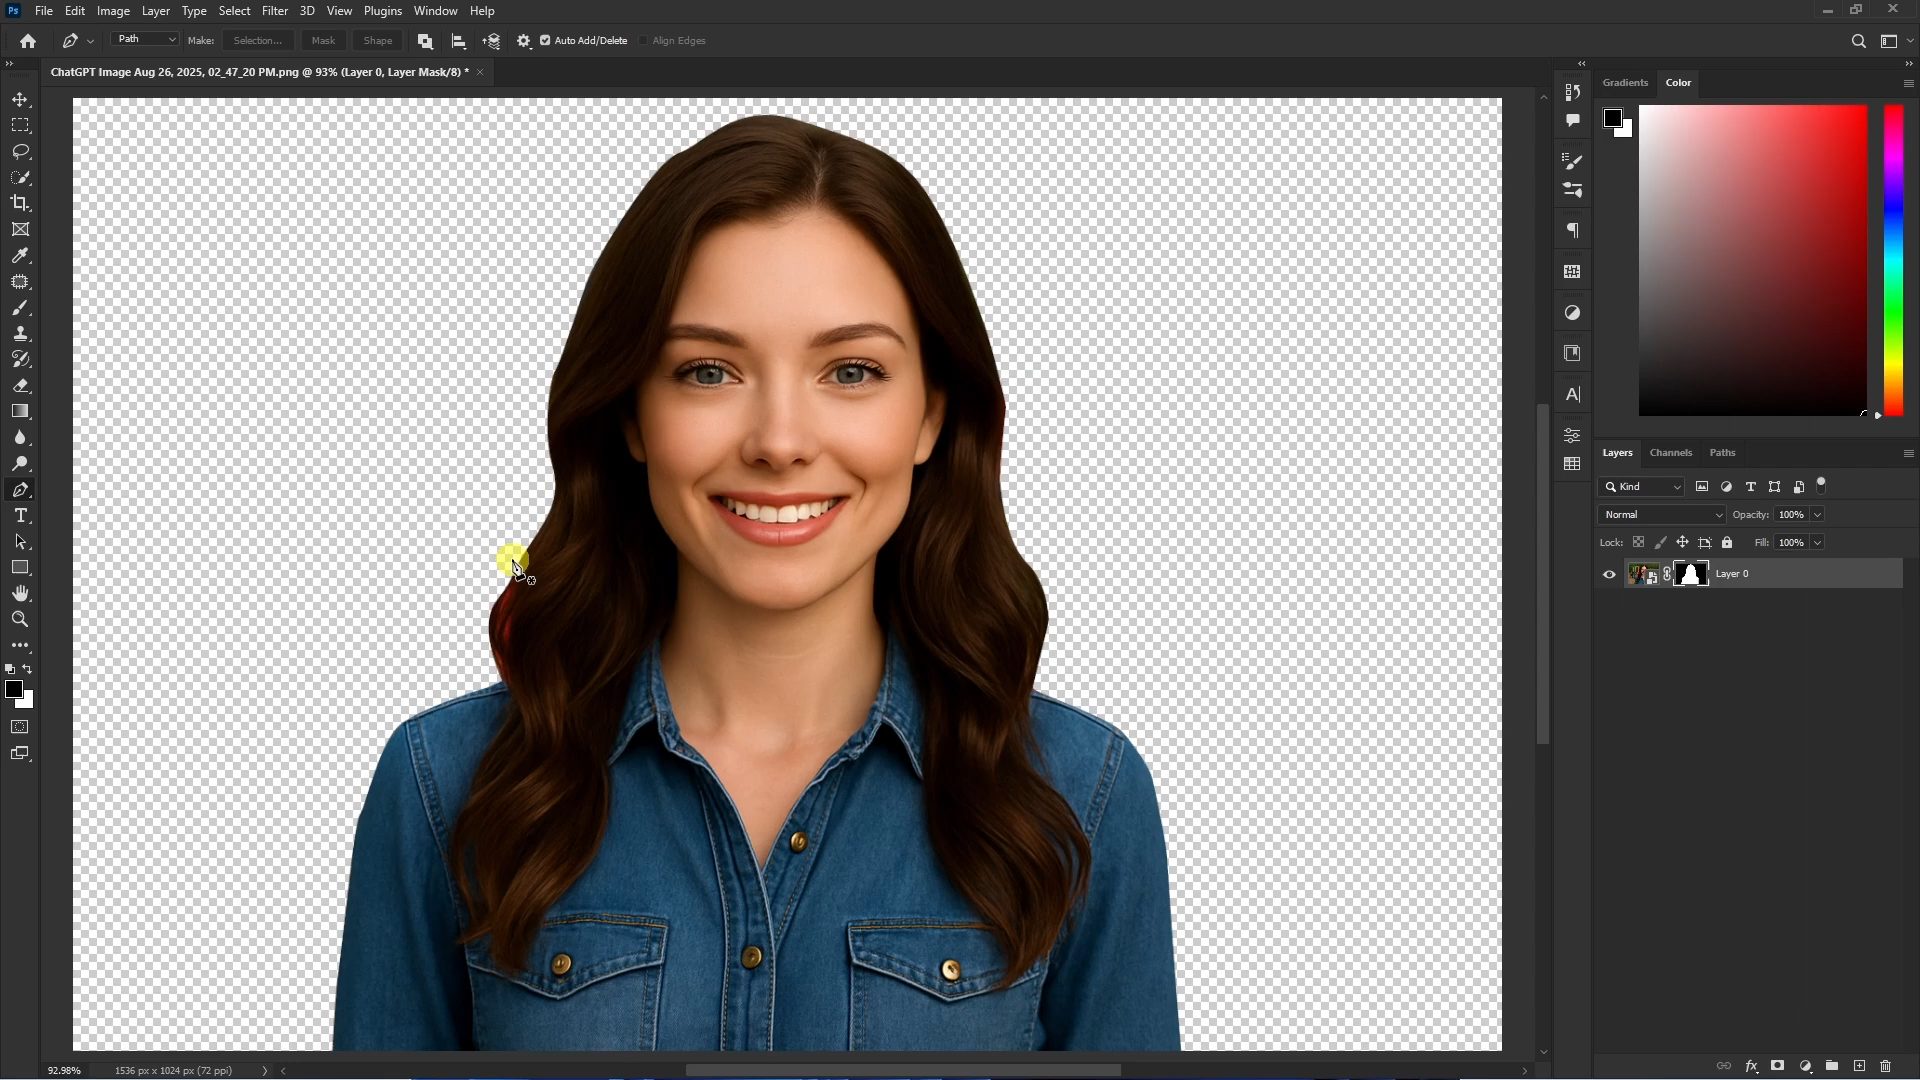 Ps File Edit Image Layer Type Select Filter 3D View Plugins Window Help
Path Make: Selection... Mask Shape Auto Add/Delete Align Edges
ChatGPT Image Aug 26, 2025, 02_47_20 PM.png @ 93% (Layer 0, Layer Mask/8) *
Gradients Color
Layers Channels Paths
Kind
Normal Opacity: 100%
Lock: Fill: 100%
Layer 0
92.98% 1536 px x 1024 px (72 ppi)